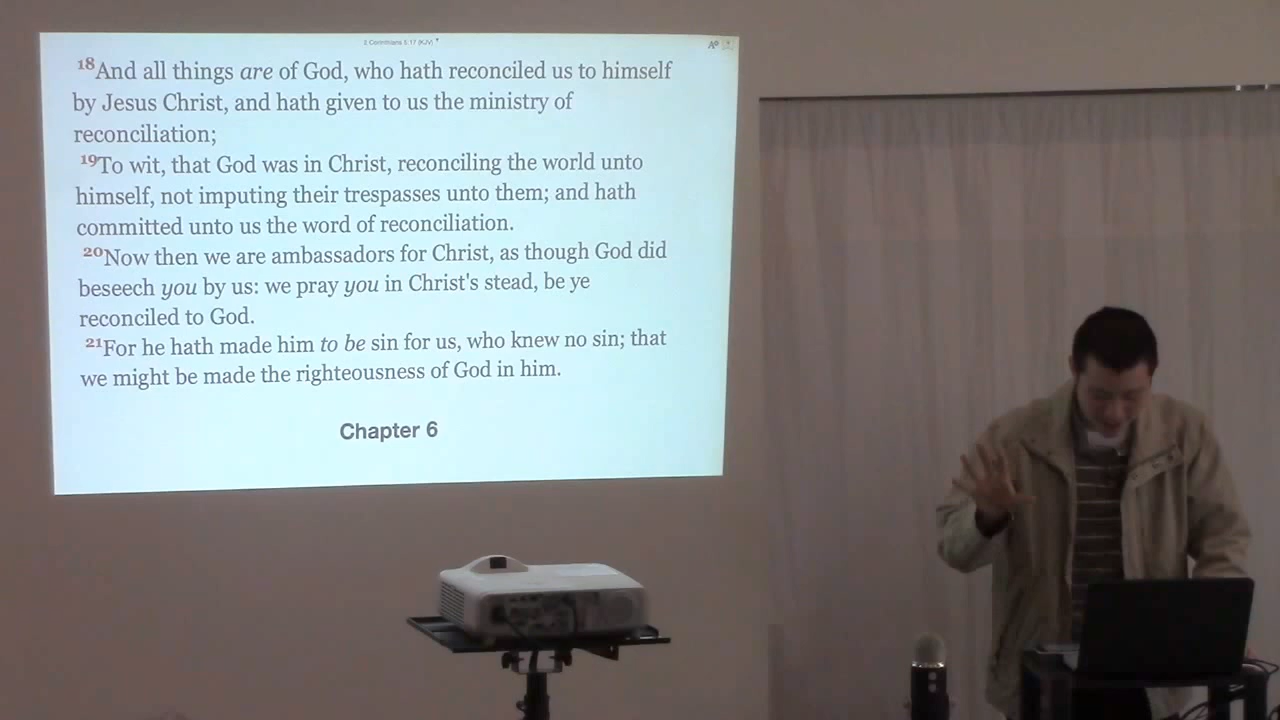 2 Corinthians 5:17 (KJV)
18And all things are of God, who hath reconciled us to himself
by Jesus Christ, and hath given to us the ministry of
reconciliation;
19To wit, that God was in Christ, reconciling the world unto
himself, not imputing their trespasses unto them; and hath
committed unto us the word of reconciliation.
20Now then we are ambassadors for Christ, as though God did
beseech you by us: we pray you in Christ's stead, be ye
reconciled to God.
21For he hath made him to be sin for us, who knew no sin; that
we might be made the righteousness of God in him.
Chapter 6